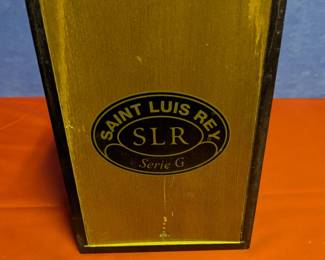 SAINT LUIS REY
SLR
Serie G